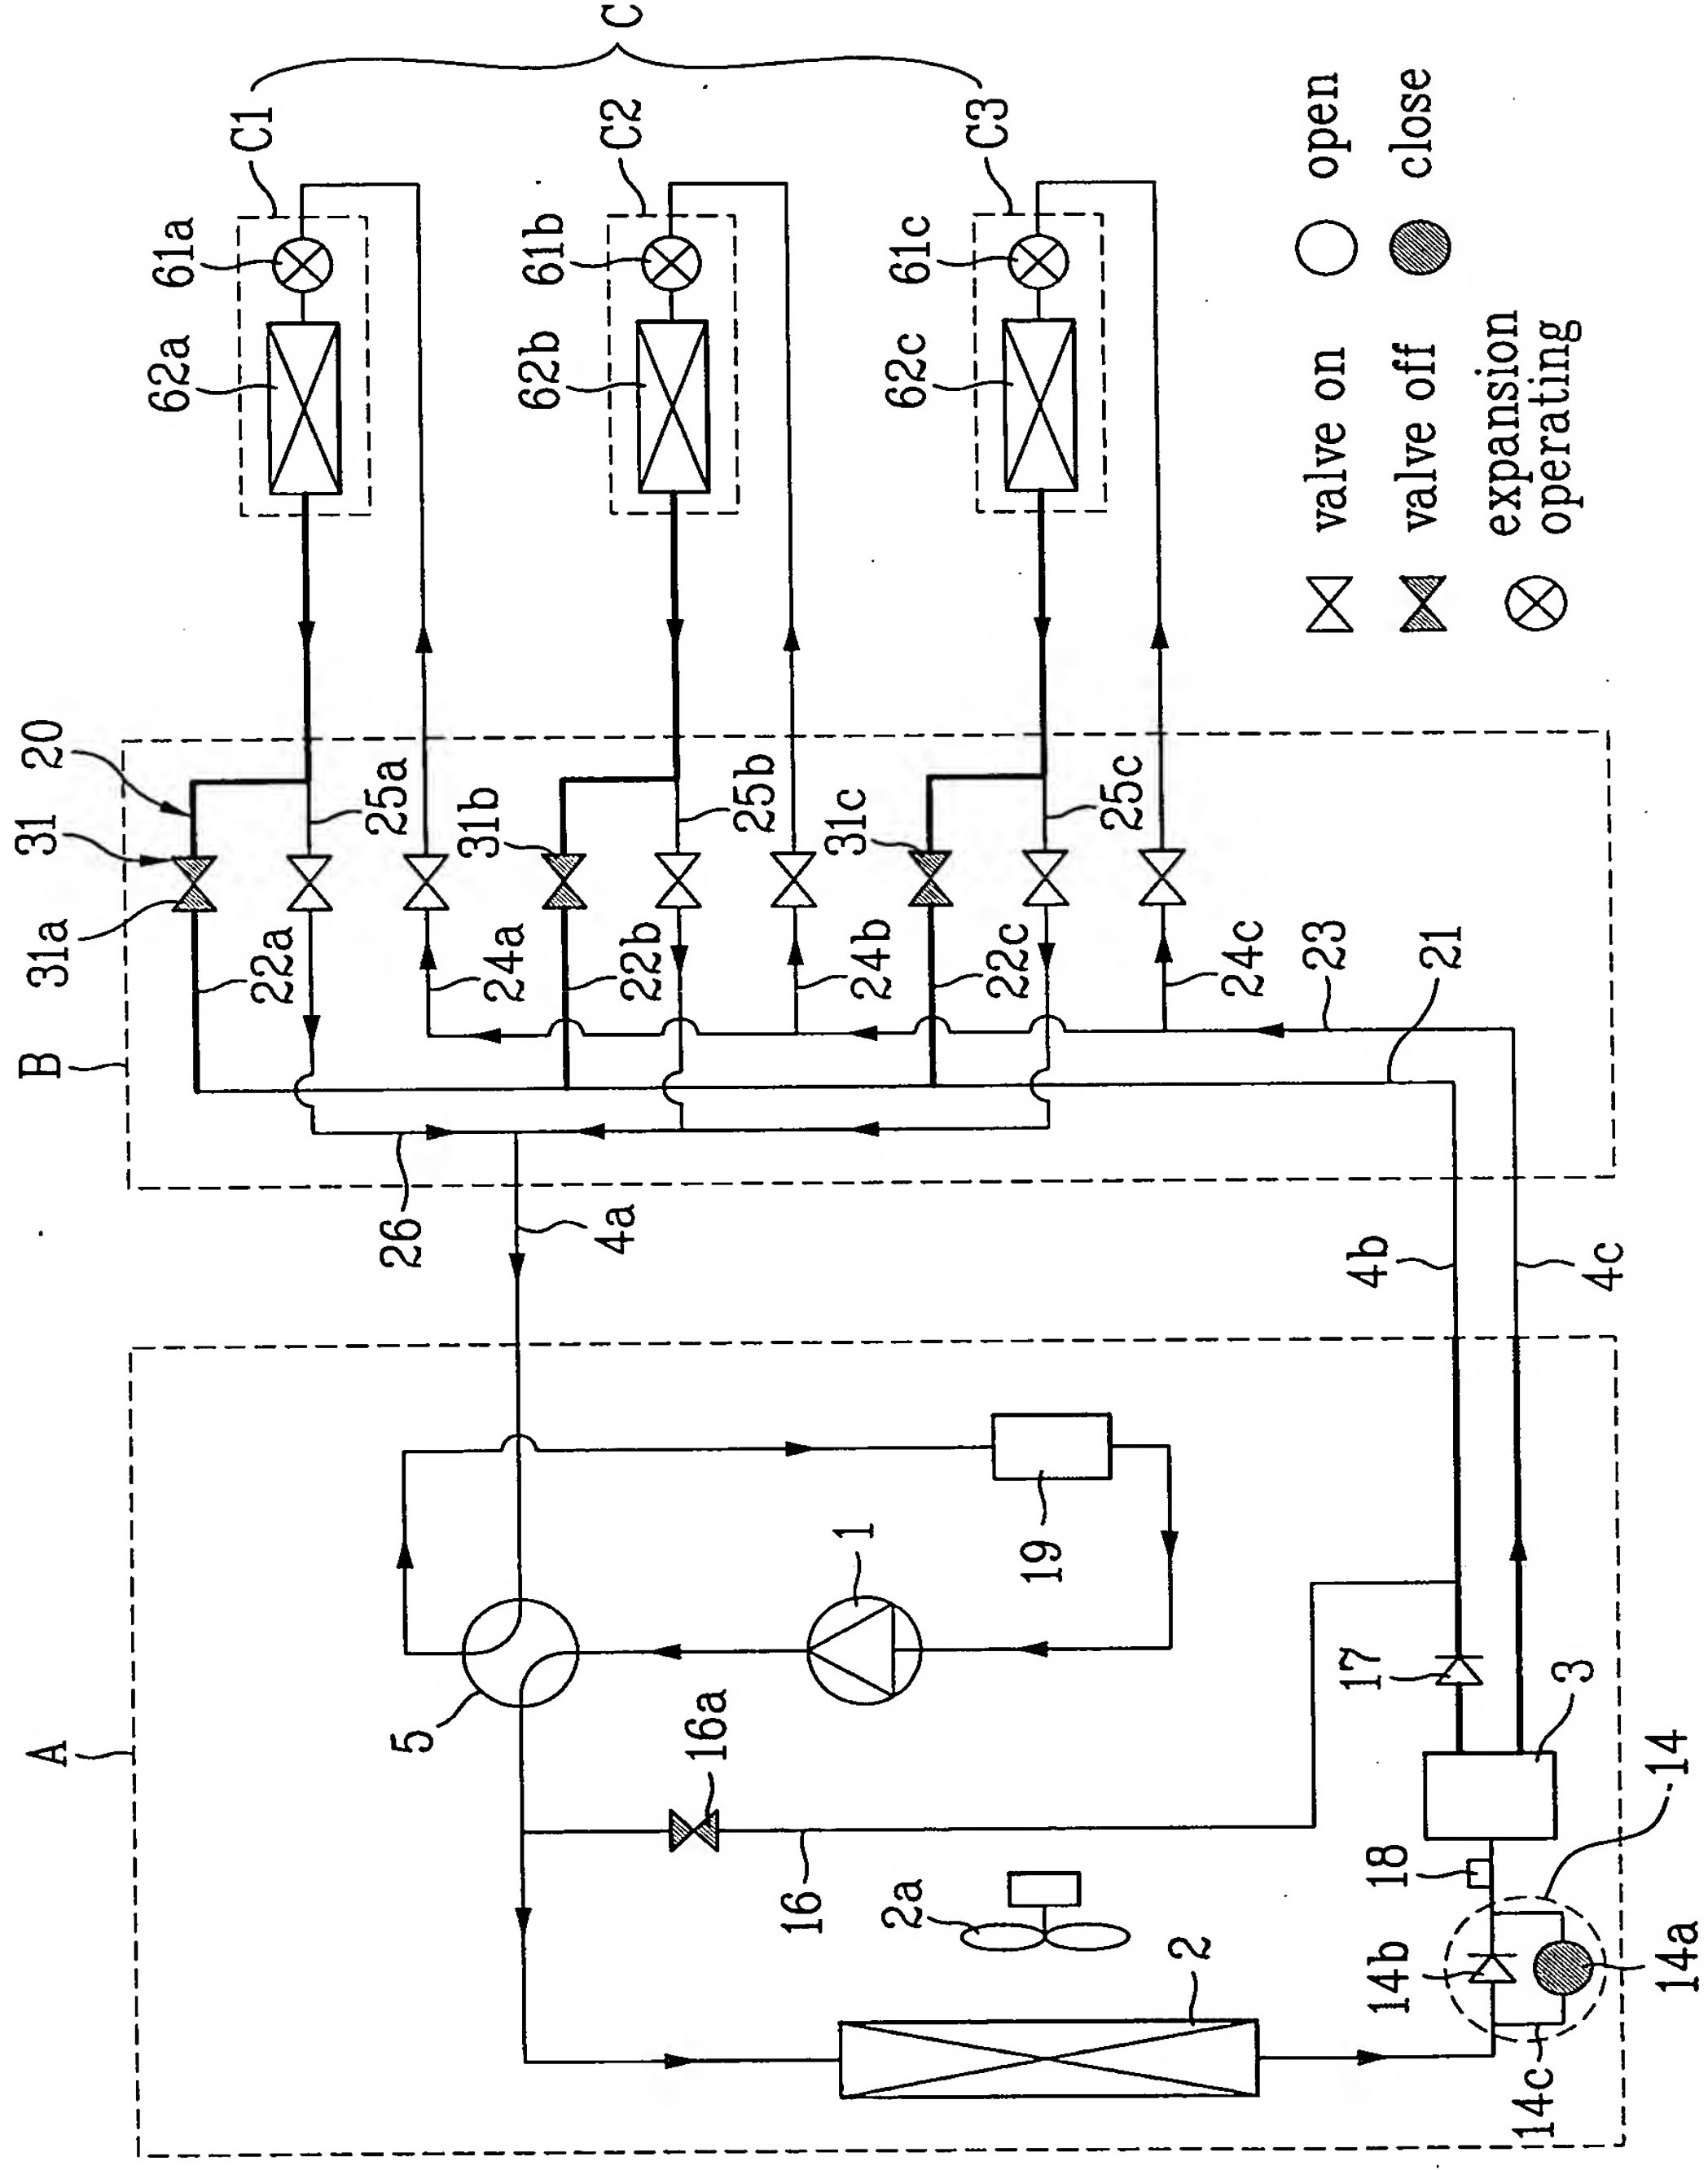 C
C1
C2
C3
61a
61b
61c
62a
62b
62c
20
31
31a
31b
31c
25a
25b
25c
22a
22b
22c
24a
24b
24c
23
21
B
26
4a
4b
4c
A
5
1
19
16a
16
17
3
14
18
2a
2
14b
14a
14c
valve on
open
valve off
close
expansion
operating